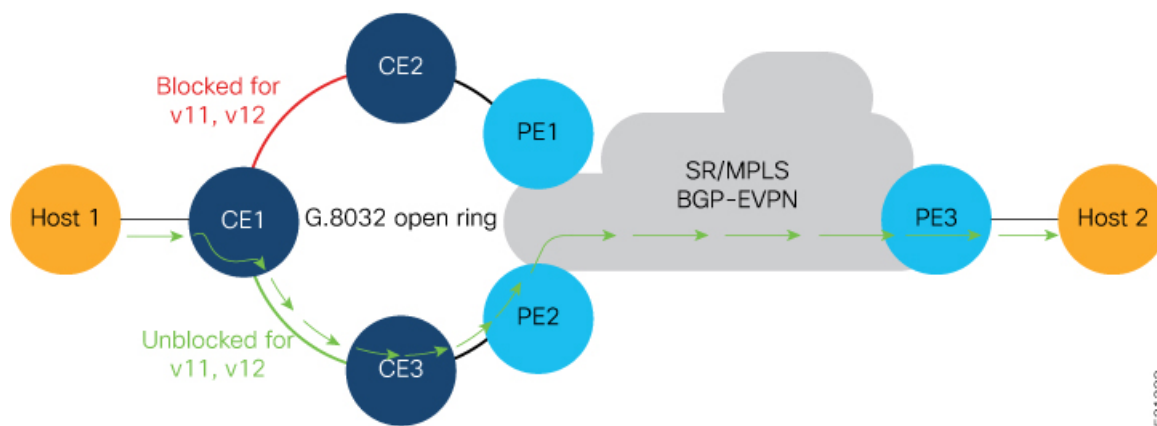 CE2
Blocked for
v11, v12
PE1
SR/MPLS
BGP-EVPN
Host 1
CE1
G.8032 open ring
PE3
Host 2
PE2
Unblocked for
v11, v12
CE3